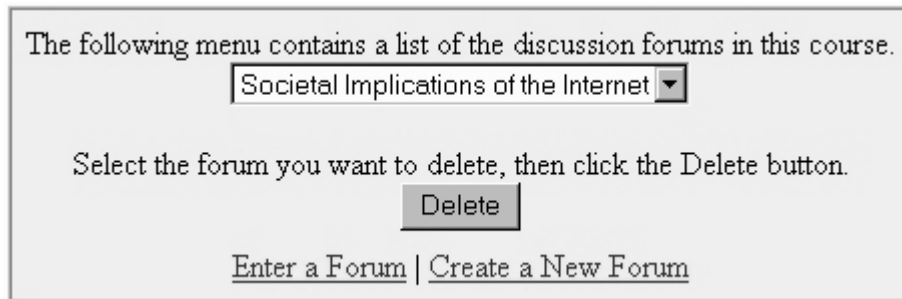 The following menu contains a list of the discussion forums in this course.
Societal Implications of the Internet
Select the forum you want to delete, then click the Delete button.
Delete
Enter a Forum | Create a New Forum